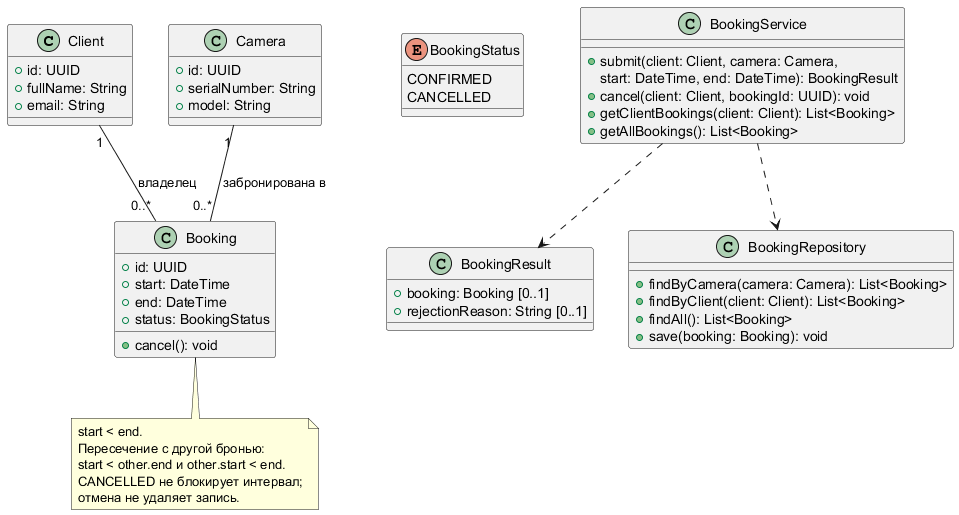 C Client
+ id: UUID
+ fullName: String
+ email: String
C Camera
+ id: UUID
+ serialNumber: String
+ model: String
E BookingStatus
CONFIRMED
CANCELLED
C BookingService
+ submit(client: Client, camera: Camera,
start: DateTime, end: DateTime): BookingResult
+ cancel(client: Client, bookingId: UUID): void
+ getClientBookings(client: Client): List<Booking>
+ getAllBookings(): List<Booking>
1
1
владелец
забронирована в
0..*
0..*
C Booking
+ id: UUID
+ start: DateTime
+ end: DateTime
+ status: BookingStatus
+ cancel(): void
C BookingResult
+ booking: Booking [0..1]
+ rejectionReason: String [0..1]
C BookingRepository
+ findByCamera(camera: Camera): List<Booking>
+ findByClient(client: Client): List<Booking>
+ findAll(): List<Booking>
+ save(booking: Booking): void
start < end.
Пересечение с другой бронью:
start < other.end и other.start < end.
CANCELLED не блокирует интервал;
отмена не удаляет запись.